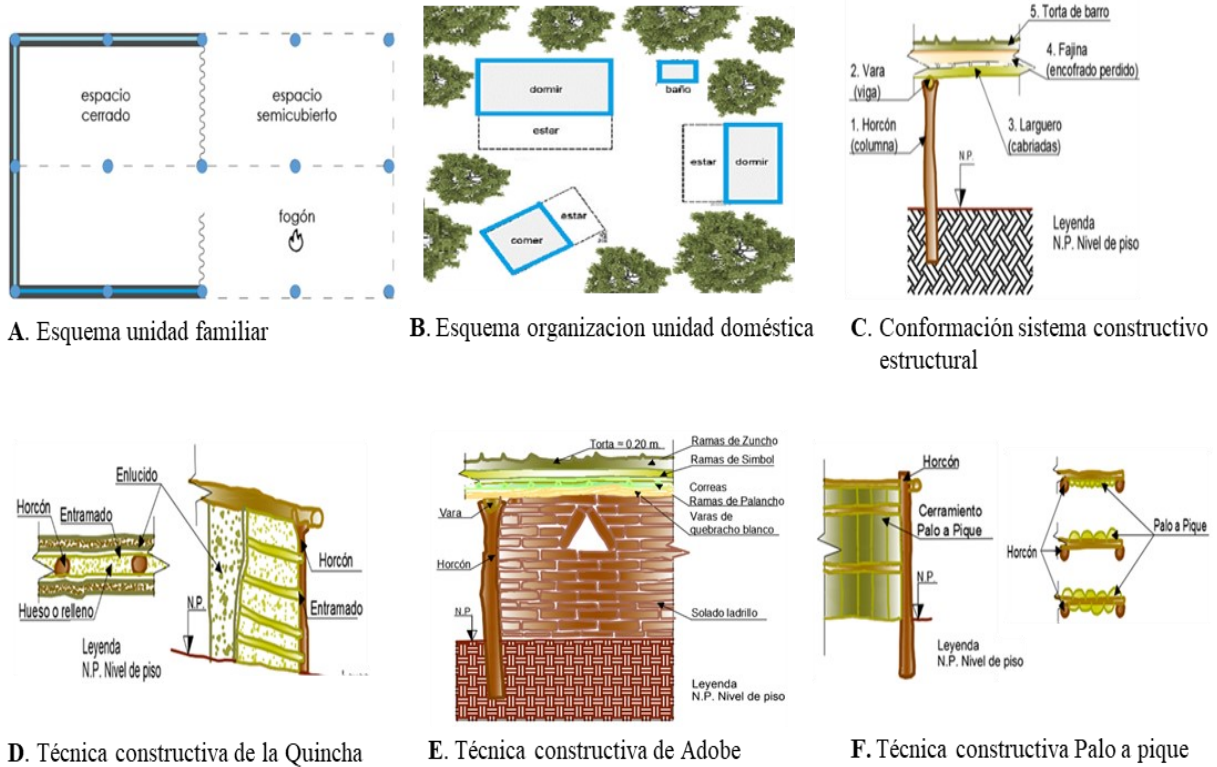 espacio
cerrado
espacio
semicubierto
fogón
A. Esquema unidad familiar
dormir
baño
estar
estar
dormir
estar
comer
B. Esquema organizacion unidad doméstica
5. Torta de barro
4. Fajina
(encofrado perdido)
2. Vara
(viga)
1. Horcón
(columna)
3. Larguero
(cabriadas)
N.P.
Leyenda
N.P. Nivel de piso
C. Conformación sistema constructivo
estructural
Enlucido
Horcón
Entramado
Horcón
Hueso o relleno
Entramado
N.P.
Leyenda
N.P. Nivel de piso
D. Técnica constructiva de la Quincha
Torta = 0.20 m.
Ramas de Zuncho
Ramas de Simbol
Correas
Ramas de Palancho
Vara
Varas de
quebracho blanco
Horcón
Solado ladrillo
N.P.
Leyenda
N.P. Nivel de piso
E. Técnica constructiva de Adobe
Horcón
Cerramiento
Palo a Pique
Palo a Pique
Horcón
N.P.
Leyenda
N.P. Nivel de piso
F. Técnica constructiva Palo a pique